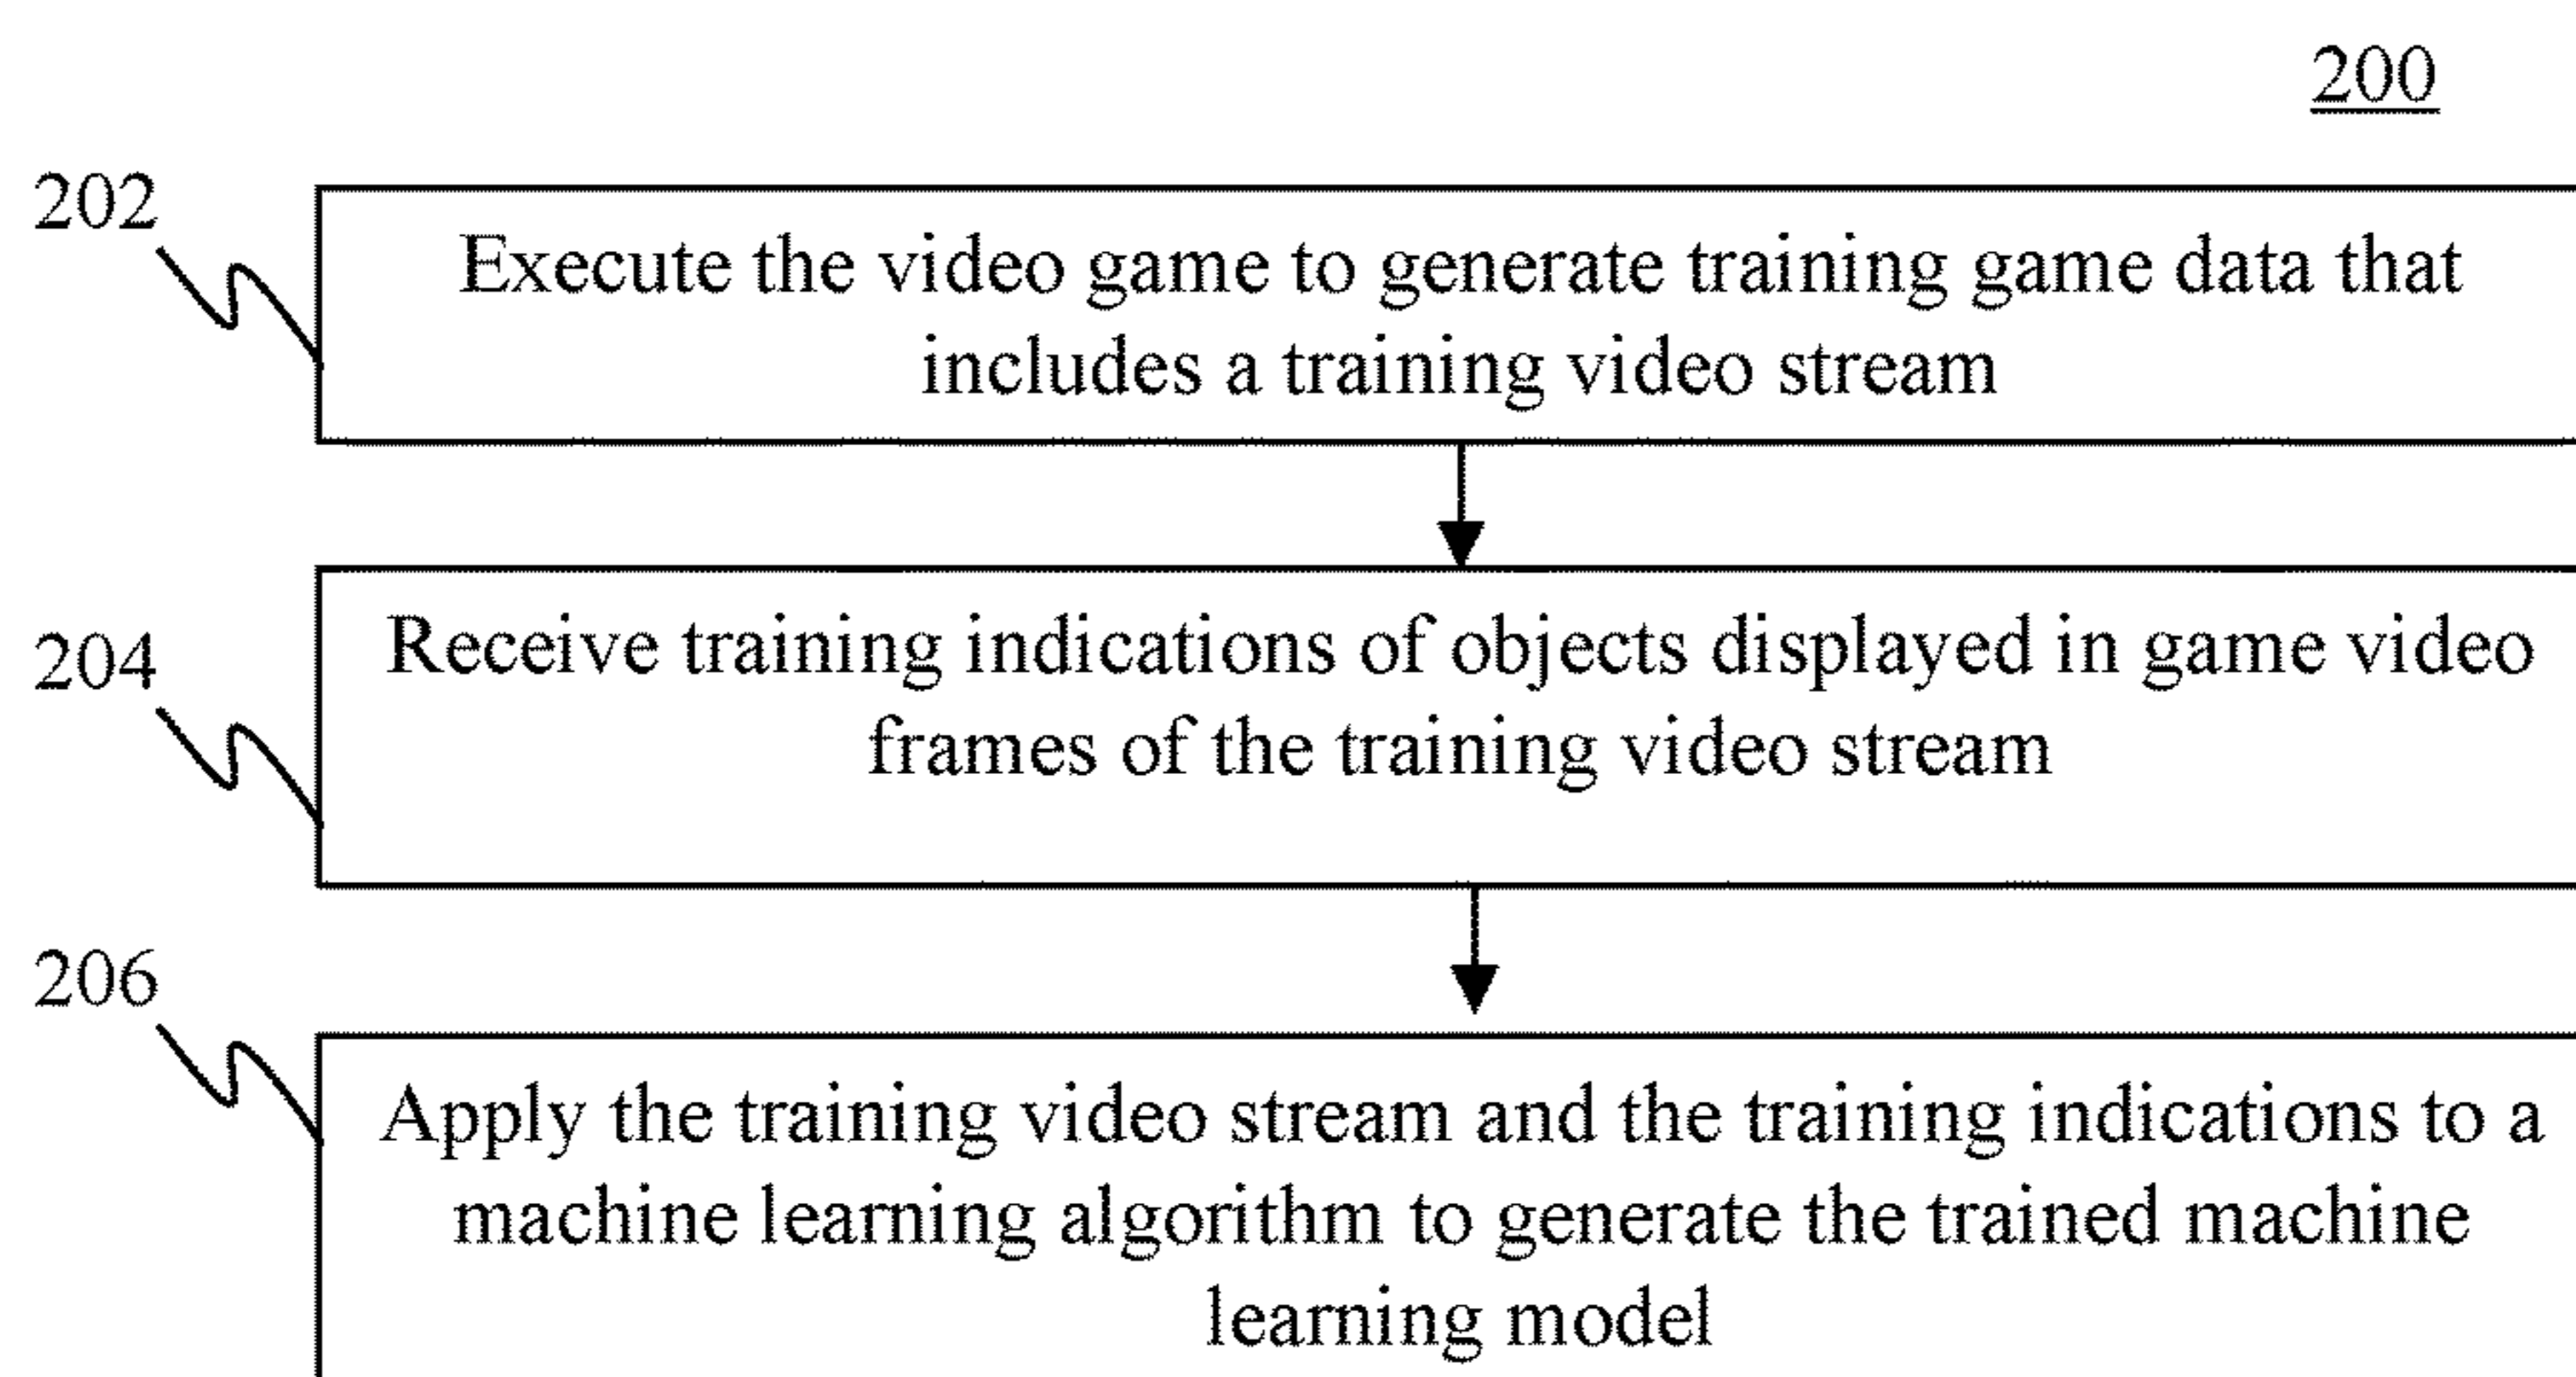 200
202
Execute the video game to generate training game data that
includes a training video stream
204
Receive training indications of objects displayed in game video
frames of the training video stream
206
Apply the training video stream and the training indications to a
machine learning algorithm to generate the trained machine
learning model